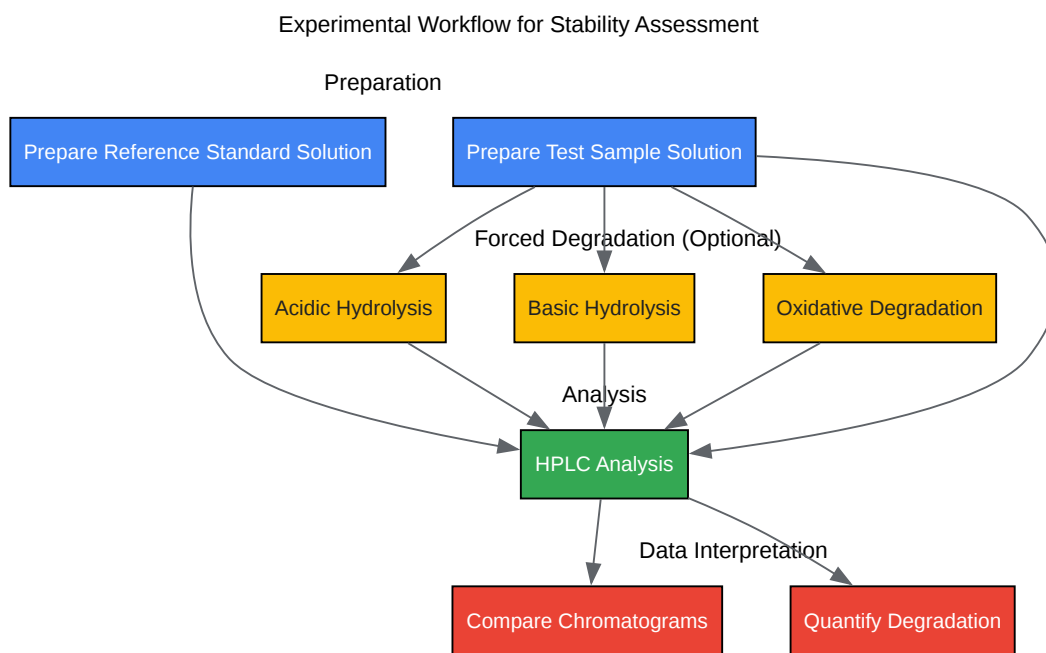 Experimental Workflow for Stability Assessment
Preparation
Prepare Reference Standard Solution
Prepare Test Sample Solution
Forced Degradation (Optional)
Acidic Hydrolysis
Basic Hydrolysis
Oxidative Degradation
Analysis
HPLC Analysis
Data Interpretation
Compare Chromatograms
Quantify Degradation